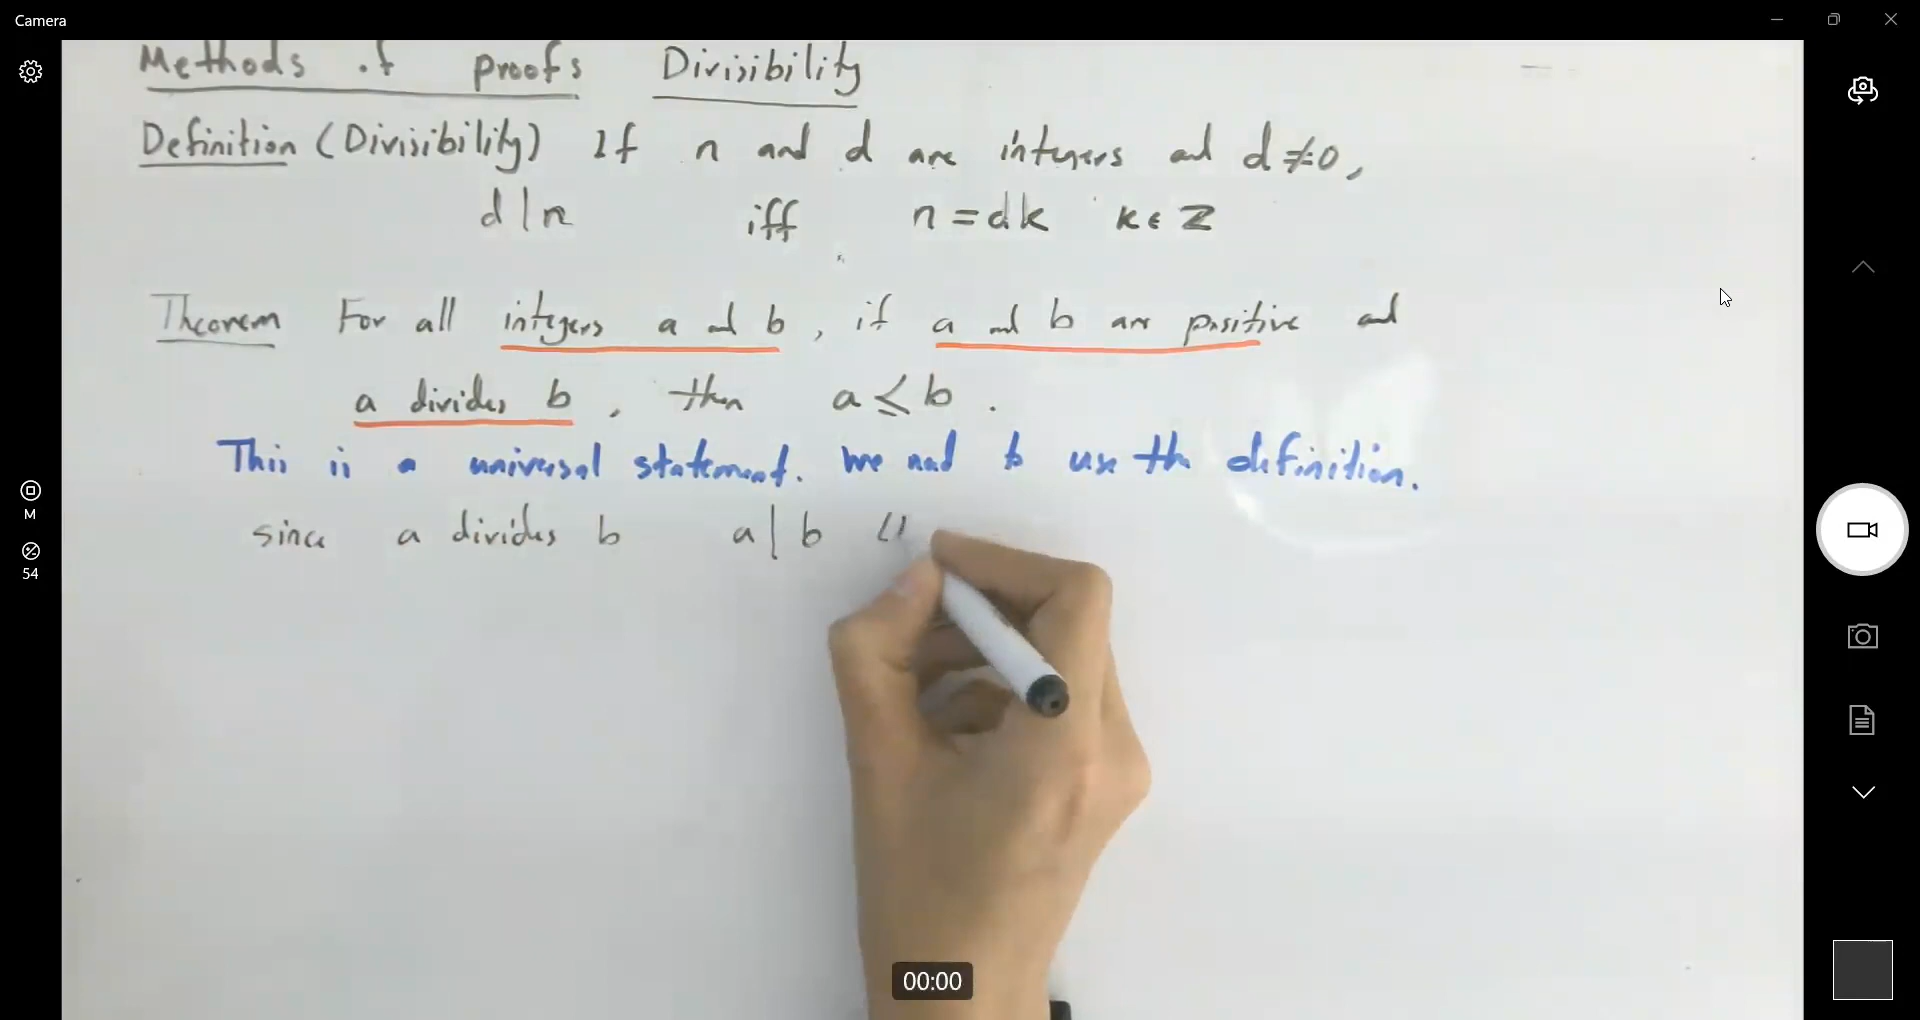 Camera
Methods of proofs Divisibility
Definition (Divisibility) If n and d are integers and d≠0,
d|n iff n=dk k∈ℤ
Theorem For all integers a and b, if a and b are positive and
a divides b, then a≤b.
This is a universal statement. We need to use the definition.
since a divides b a|b
M
54
00:00